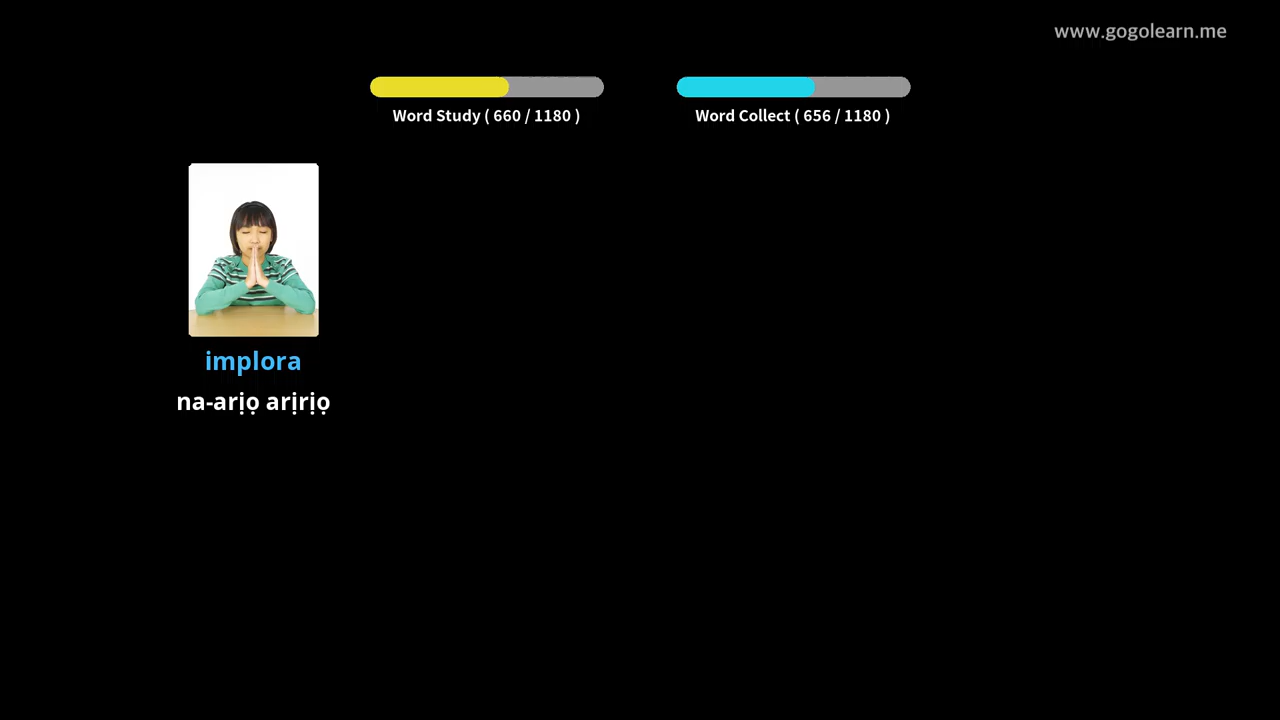 www.gogolearn.me
Word Study ( 660 / 1180 )
Word Collect ( 656 / 1180 )
implora
na-arịọ arịrịọ